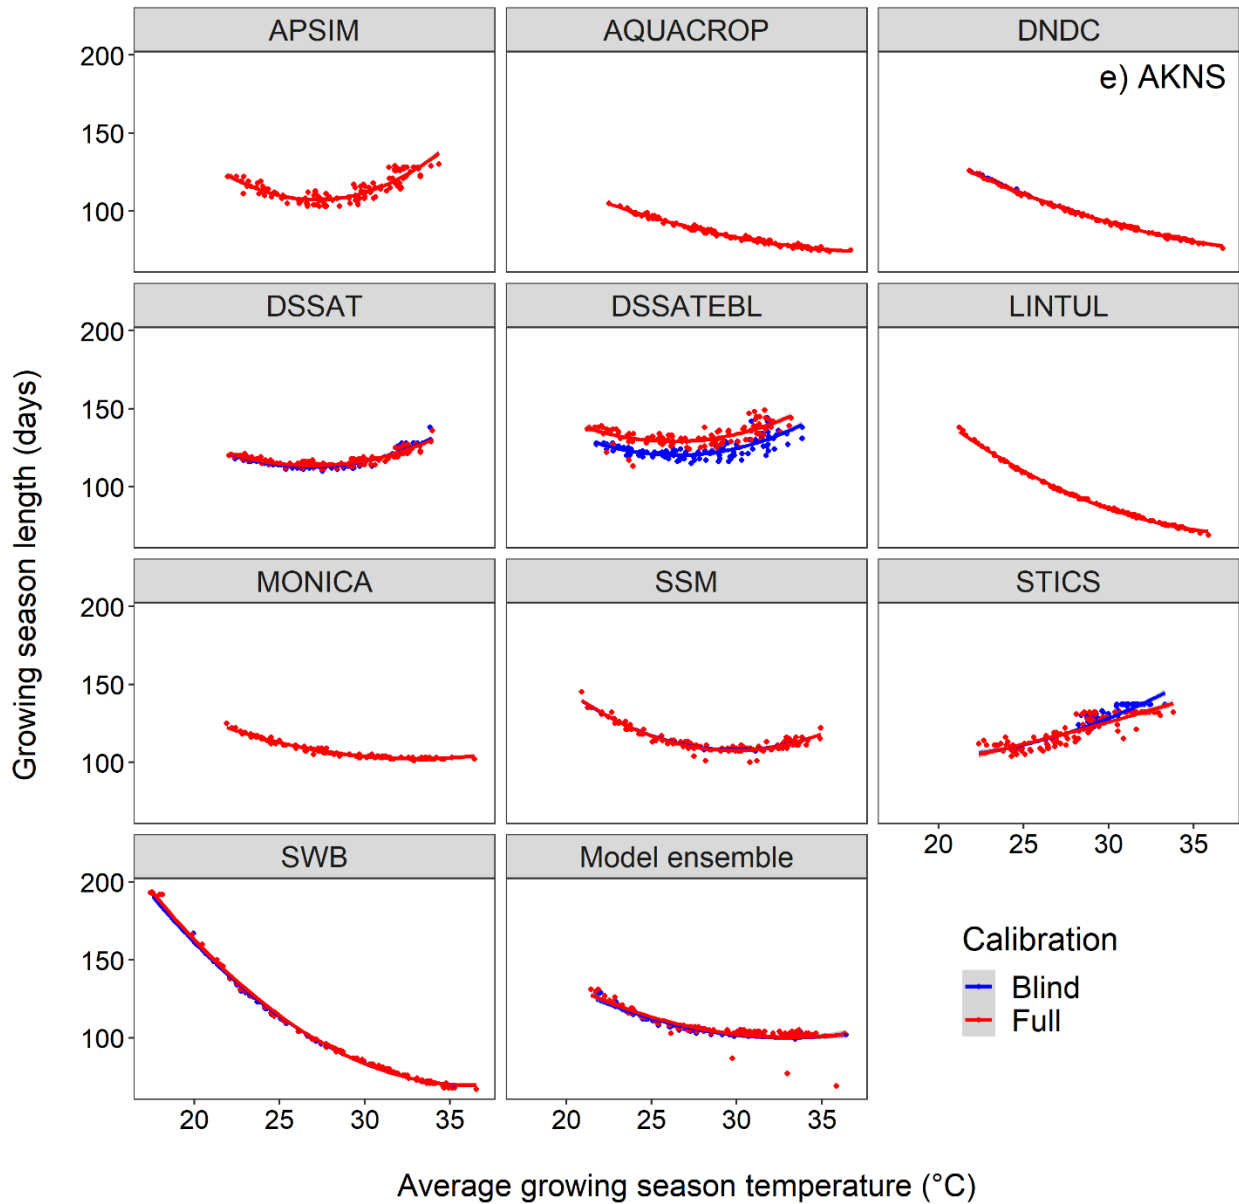 APSIM AQUACROP DNDC
e) AKNS
200
150
100
DSSAT DSSATEBL LINTUL
200
150
100
MONICA SSM STICS
200
150
100
20 25 30 35
SWB Model ensemble
200
150
100
20 25 30 35 20 25 30 35
Growing season length (days)
Average growing season temperature (°C)
Calibration
Blind
Full